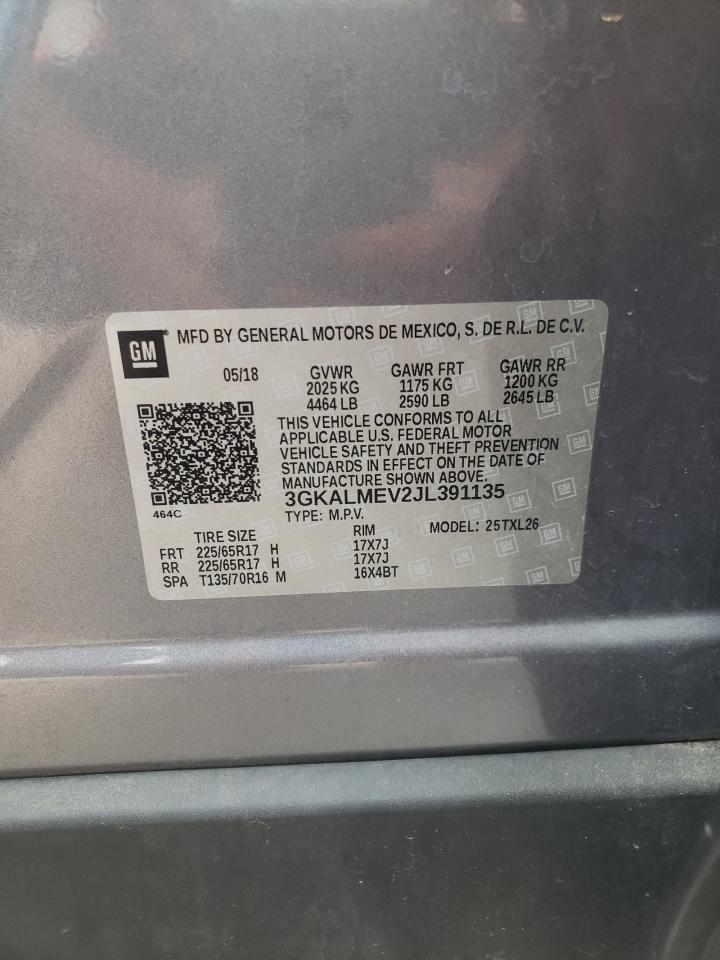 GM
MFD BY GENERAL MOTORS DE MEXICO, S. DE R.L. DE C.V.
05/18 GVWR GAWR FRT GAWR RR
2025 KG 1175 KG 1200 KG
4464 LB 2590 LB 2645 LB
THIS VEHICLE CONFORMS TO ALL
APPLICABLE U.S. FEDERAL MOTOR
VEHICLE SAFETY AND THEFT PREVENTION
STANDARDS IN EFFECT ON THE DATE OF
MANUFACTURE SHOWN ABOVE.
3GKALMEV2JL391135
464C
TYPE: M.P.V. MODEL: 25TXL26
TIRE SIZE RIM
FRT 225/65R17 H 17X7J
RR 225/65R17 H 17X7J
SPA T135/70R16 M 16X4BT